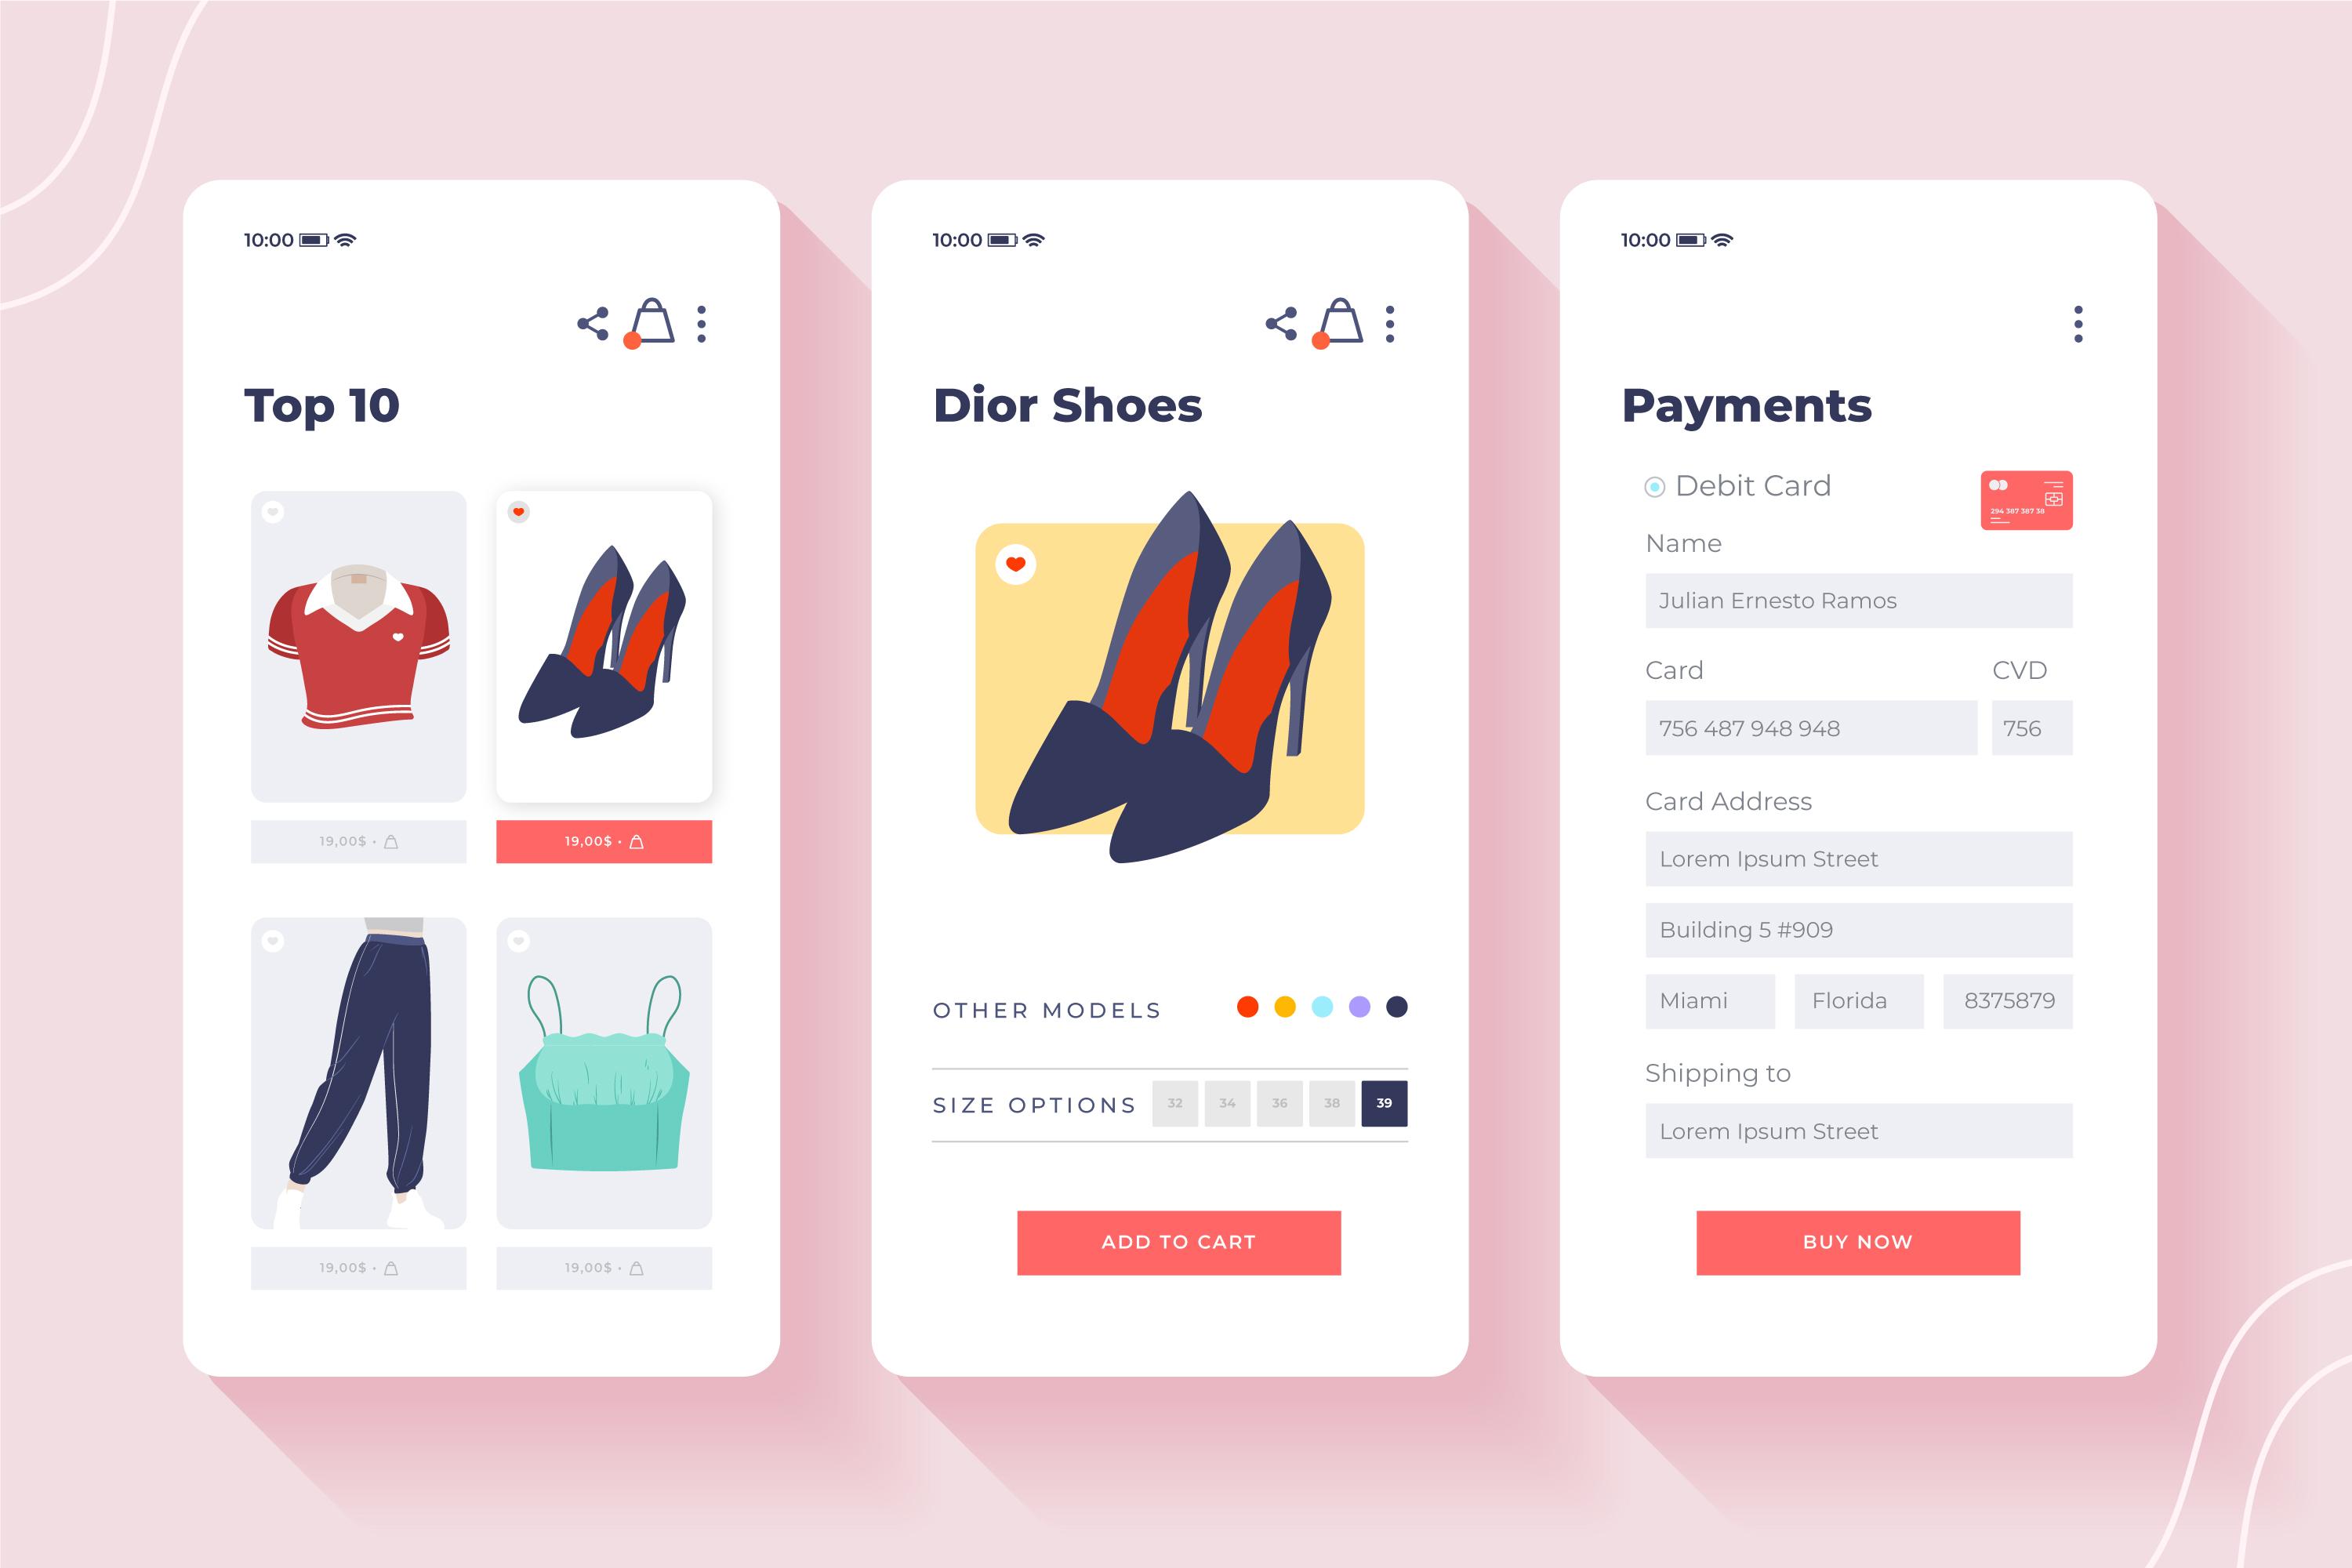 10:00
Top 10
19,00$ •
19,00$ •
19,00$ •
19,00$ •
10:00
Dior Shoes
OTHER MODELS
SIZE OPTIONS 32 34 36 38 39
ADD TO CART
10:00
Payments
Debit Card
294 387 387 38
Name
Julian Ernesto Ramos
Card CVD
756 487 948 948 756
Card Address
Lorem Ipsum Street
Building 5 #909
Miami Florida 8375879
Shipping to
Lorem Ipsum Street
BUY NOW